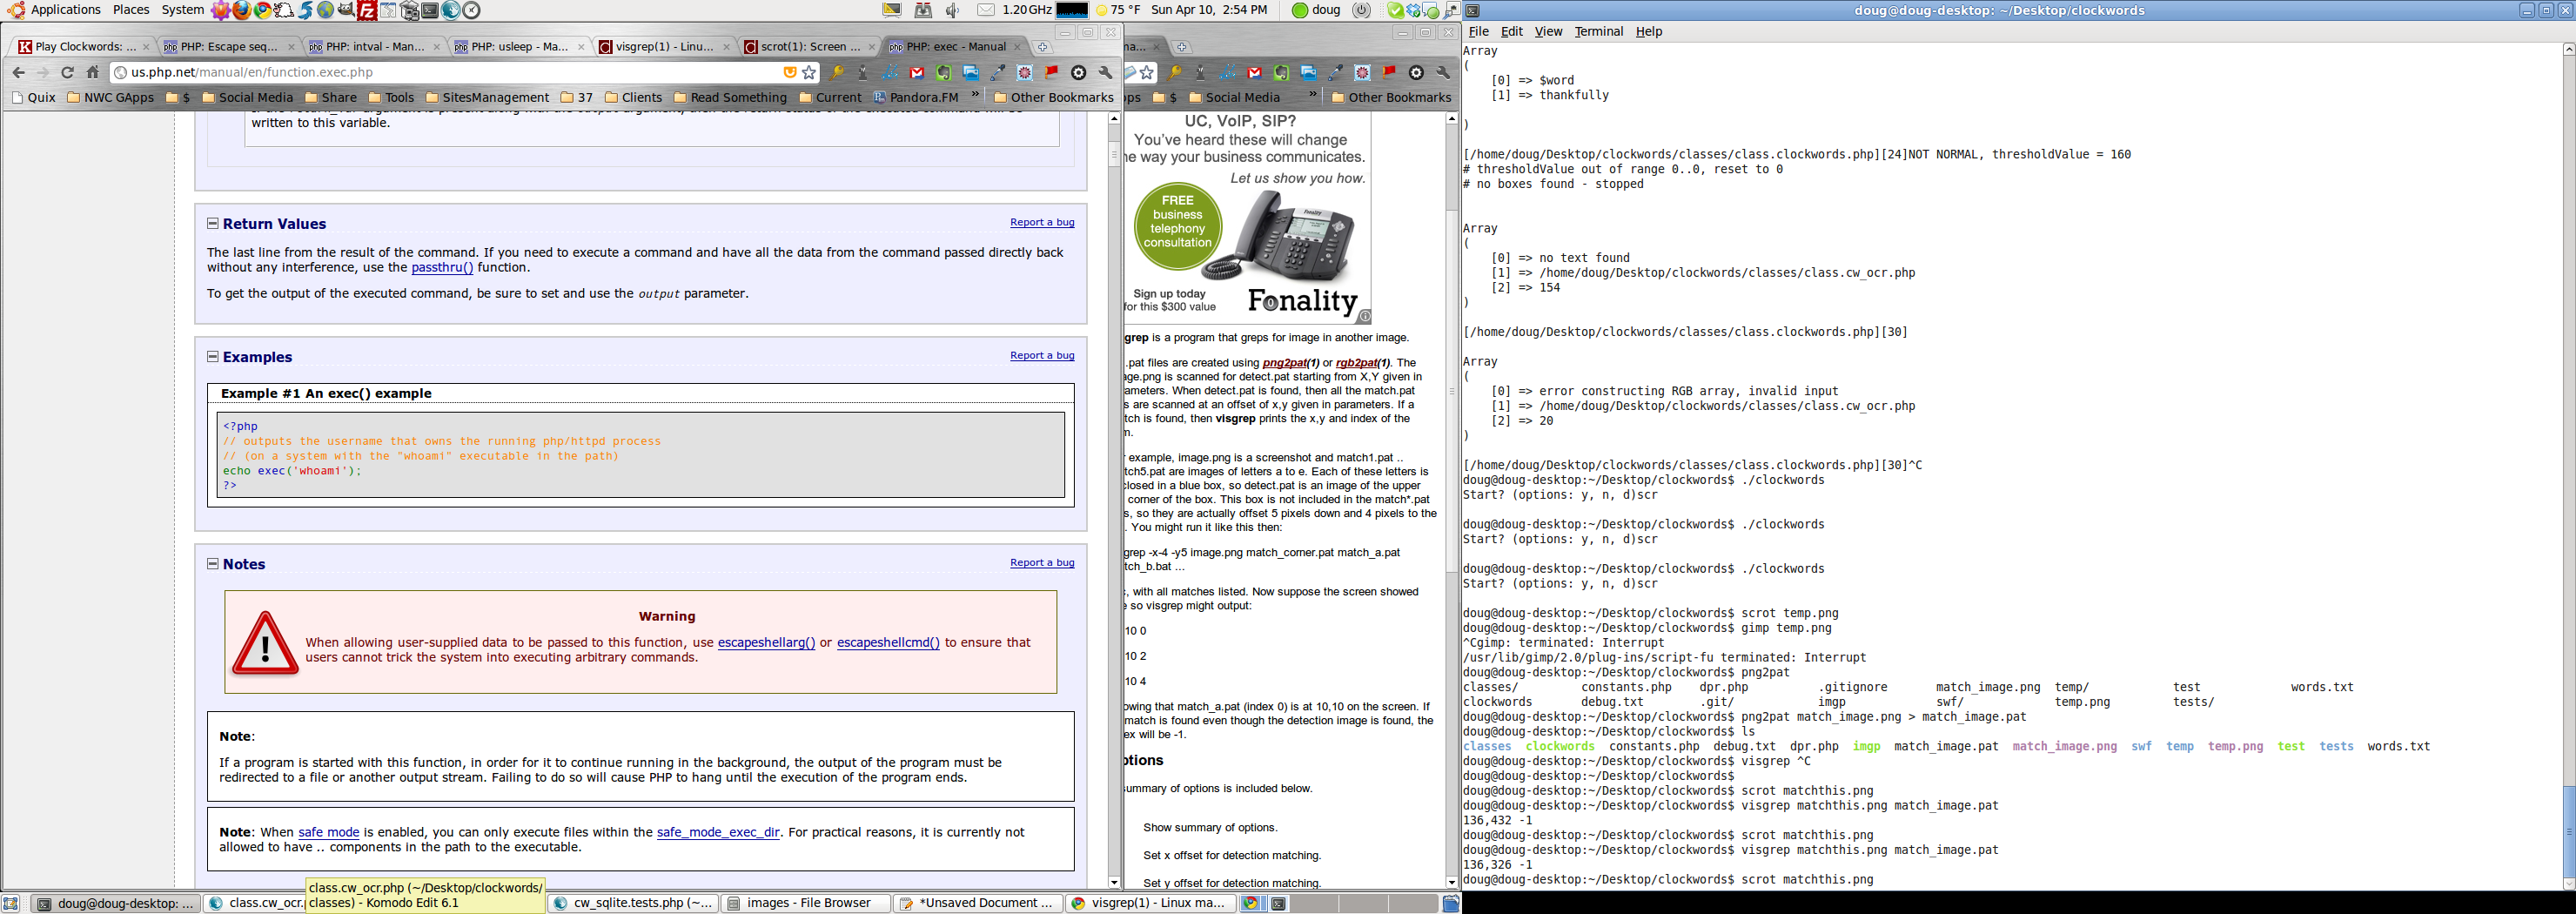 Applications Places System
1.20 GHz 75 °F Sun Apr 10, 2:54 PM doug
Play Clockwords: ...
PHP: Escape seq...
PHP: intval - Man...
PHP: usleep - Ma...
visgrep(1) - Linu...
scrot(1): Screen ...
PHP: exec - Manual
us.php.net/manual/en/function.exec.php
Quix NWC GApps $ Social Media Share Tools SitesManagement 37 Clients Read Something Current Pandora.FM » Other Bookmarks
written to this variable.
Return Values
Report a bug
The last line from the result of the command. If you need to execute a command and have all the data from the command passed directly back
without any interference, use the passthru() function.
To get the output of the executed command, be sure to set and use the output parameter.
Examples
Report a bug
Example #1 An exec() example
<?php
// outputs the username that owns the running php/httpd process
// (on a system with the "whoami" executable in the path)
echo exec('whoami');
?>
Notes
Report a bug
Warning
When allowing user-supplied data to be passed to this function, use escapeshellarg() or escapeshellcmd() to ensure that
users cannot trick the system into executing arbitrary commands.
Note:
If a program is started with this function, in order for it to continue running in the background, the output of the program must be
redirected to a file or another output stream. Failing to do so will cause PHP to hang until the execution of the program ends.
Note: When safe mode is enabled, you can only execute files within the safe_mode_exec_dir. For practical reasons, it is currently not
allowed to have .. components in the path to the executable.
class.cw_ocr.php (~/Desktop/clockwords/
classes) - Komodo Edit 6.1
ma...
ps $ Social Media » Other Bookmarks
UC, VoIP, SIP?
You've heard these will change
he way your business communicates.
Let us show you how.
FREE
business
telephony
consultation
Sign up today
for this $300 value
Fonality
grep is a program that greps for image in another image.
.pat files are created using png2pat(1) or rgb2pat(1). The
age.png is scanned for detect.pat starting from X,Y given in
ameters. When detect.pat is found, then all the match.pat
s are scanned at an offset of x,y given in parameters. If a
tch is found, then visgrep prints the x,y and index of the
m.
r example, image.png is a screenshot and match1.pat ..
tch5.pat are images of letters a to e. Each of these letters is
closed in a blue box, so detect.pat is an image of the upper
corner of the box. This box is not included in the match*.pat
s, so they are actually offset 5 pixels down and 4 pixels to the
. You might run it like this then:
grep -x-4 -y5 image.png match_corner.pat match_a.pat
tch_b.bat ...
, with all matches listed. Now suppose the screen showed
e so visgrep might output:
10 0
10 2
10 4
owing that match_a.pat (index 0) is at 10,10 on the screen. If
match is found even though the detection image is found, the
ex will be -1.
ptions
summary of options is included below.
Show summary of options.
Set x offset for detection matching.
Set y offset for detection matching.
doug@doug-desktop: ~/Desktop/clockwords
File Edit View Terminal Help
Array
(
[0] => $word
[1] => thankfully
)
[/home/doug/Desktop/clockwords/classes/class.clockwords.php][24]NOT NORMAL, thresholdValue = 160
# thresholdValue out of range 0..0, reset to 0
# no boxes found - stopped
Array
(
[0] => no text found
[1] => /home/doug/Desktop/clockwords/classes/class.cw_ocr.php
[2] => 154
)
[/home/doug/Desktop/clockwords/classes/class.clockwords.php][30]
Array
(
[0] => error constructing RGB array, invalid input
[1] => /home/doug/Desktop/clockwords/classes/class.cw_ocr.php
[2] => 20
)
[/home/doug/Desktop/clockwords/classes/class.clockwords.php][30]^C
doug@doug-desktop:~/Desktop/clockwords$ ./clockwords
Start? (options: y, n, d)scr
doug@doug-desktop:~/Desktop/clockwords$ ./clockwords
Start? (options: y, n, d)scr
doug@doug-desktop:~/Desktop/clockwords$ ./clockwords
Start? (options: y, n, d)scr
doug@doug-desktop:~/Desktop/clockwords$ scrot temp.png
doug@doug-desktop:~/Desktop/clockwords$ gimp temp.png
^Cgimp: terminated: Interrupt
/usr/lib/gimp/2.0/plug-ins/script-fu terminated: Interrupt
doug@doug-desktop:~/Desktop/clockwords$ png2pat
classes/ constants.php dpr.php .gitignore match_image.png temp/ test words.txt
clockwords debug.txt .git/ imgp swf/ temp.png tests/
doug@doug-desktop:~/Desktop/clockwords$ png2pat match_image.png > match_image.pat
doug@doug-desktop:~/Desktop/clockwords$ ls
classes clockwords constants.php debug.txt dpr.php imgp match_image.pat match_image.png swf temp temp.png test tests words.txt
doug@doug-desktop:~/Desktop/clockwords$ visgrep ^C
doug@doug-desktop:~/Desktop/clockwords$
doug@doug-desktop:~/Desktop/clockwords$ scrot matchthis.png
doug@doug-desktop:~/Desktop/clockwords$ visgrep matchthis.png match_image.pat
136,432 -1
doug@doug-desktop:~/Desktop/clockwords$ scrot matchthis.png
doug@doug-desktop:~/Desktop/clockwords$ visgrep matchthis.png match_image.pat
136,326 -1
doug@doug-desktop:~/Desktop/clockwords$ scrot matchthis.png
doug@doug-desktop: ...
class.cw_ocr.
cw_sqlite.tests.php (~...
images - File Browser
*Unsaved Document ...
visgrep(1) - Linux ma...